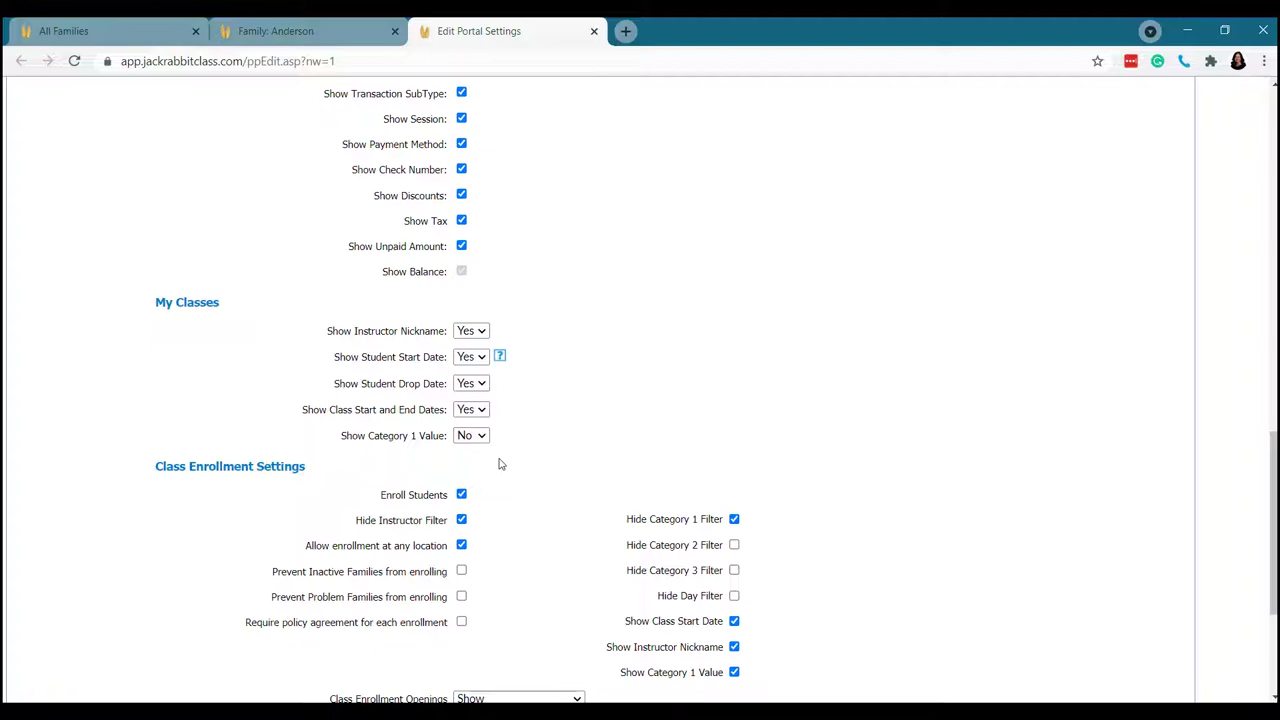 All Families
Family: Anderson
Edit Portal Settings
app.jackrabbitclass.com/ppEdit.asp?nw=1
Show Transaction SubType:
Show Session:
Show Payment Method:
Show Check Number:
Show Discounts:
Show Tax
Show Unpaid Amount:
Show Balance:
My Classes
Show Instructor Nickname: Yes
Show Student Start Date: Yes ?
Show Student Drop Date: Yes
Show Class Start and End Dates: Yes
Show Category 1 Value: No
Class Enrollment Settings
Enroll Students
Hide Instructor Filter
Allow enrollment at any location
Prevent Inactive Families from enrolling
Prevent Problem Families from enrolling
Require policy agreement for each enrollment
Hide Category 1 Filter
Hide Category 2 Filter
Hide Category 3 Filter
Hide Day Filter
Show Class Start Date
Show Instructor Nickname
Show Category 1 Value
Class Enrollment Openings Show